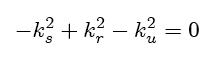 $-k_s^2 + k_r^2 - k_u^2 = 0$